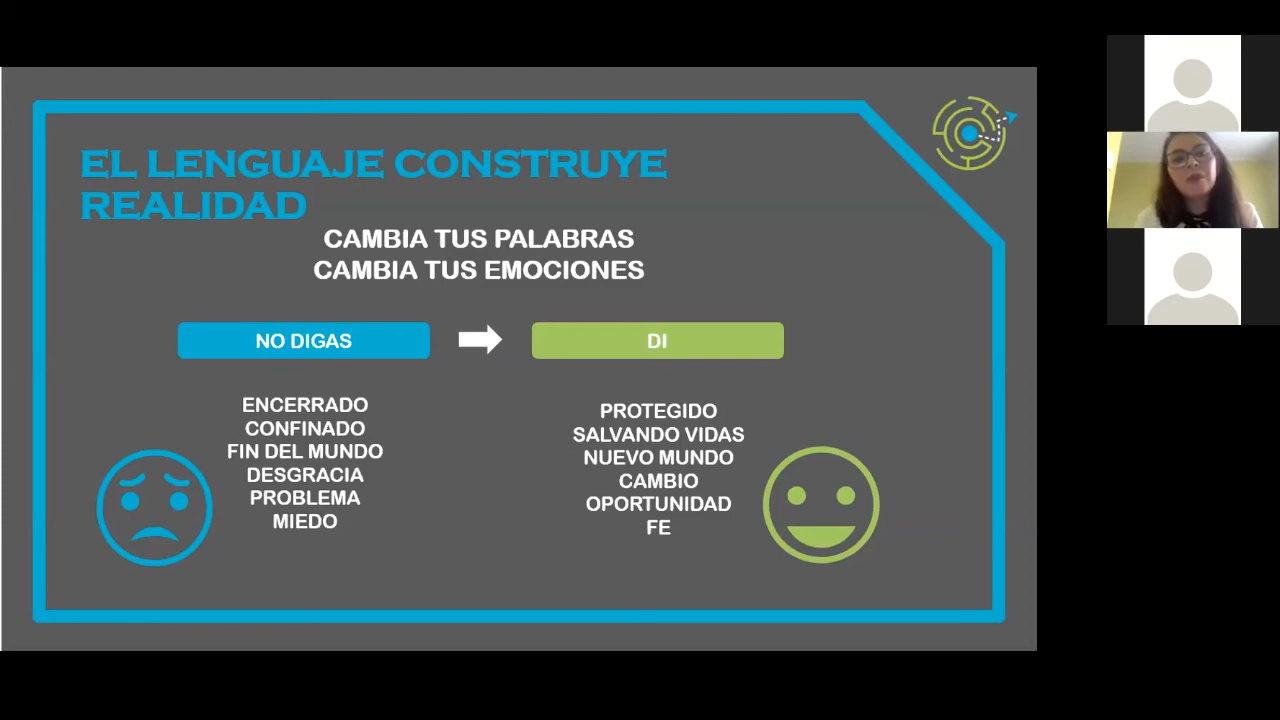 EL LENGUAJE CONSTRUYE
REALIDAD
CAMBIA TUS PALABRAS
CAMBIA TUS EMOCIONES
NO DIGAS
DI
ENCERRADO
CONFINADO
FIN DEL MUNDO
DESGRACIA
PROBLEMA
MIEDO
PROTEGIDO
SALVANDO VIDAS
NUEVO MUNDO
CAMBIO
OPORTUNIDAD
FE